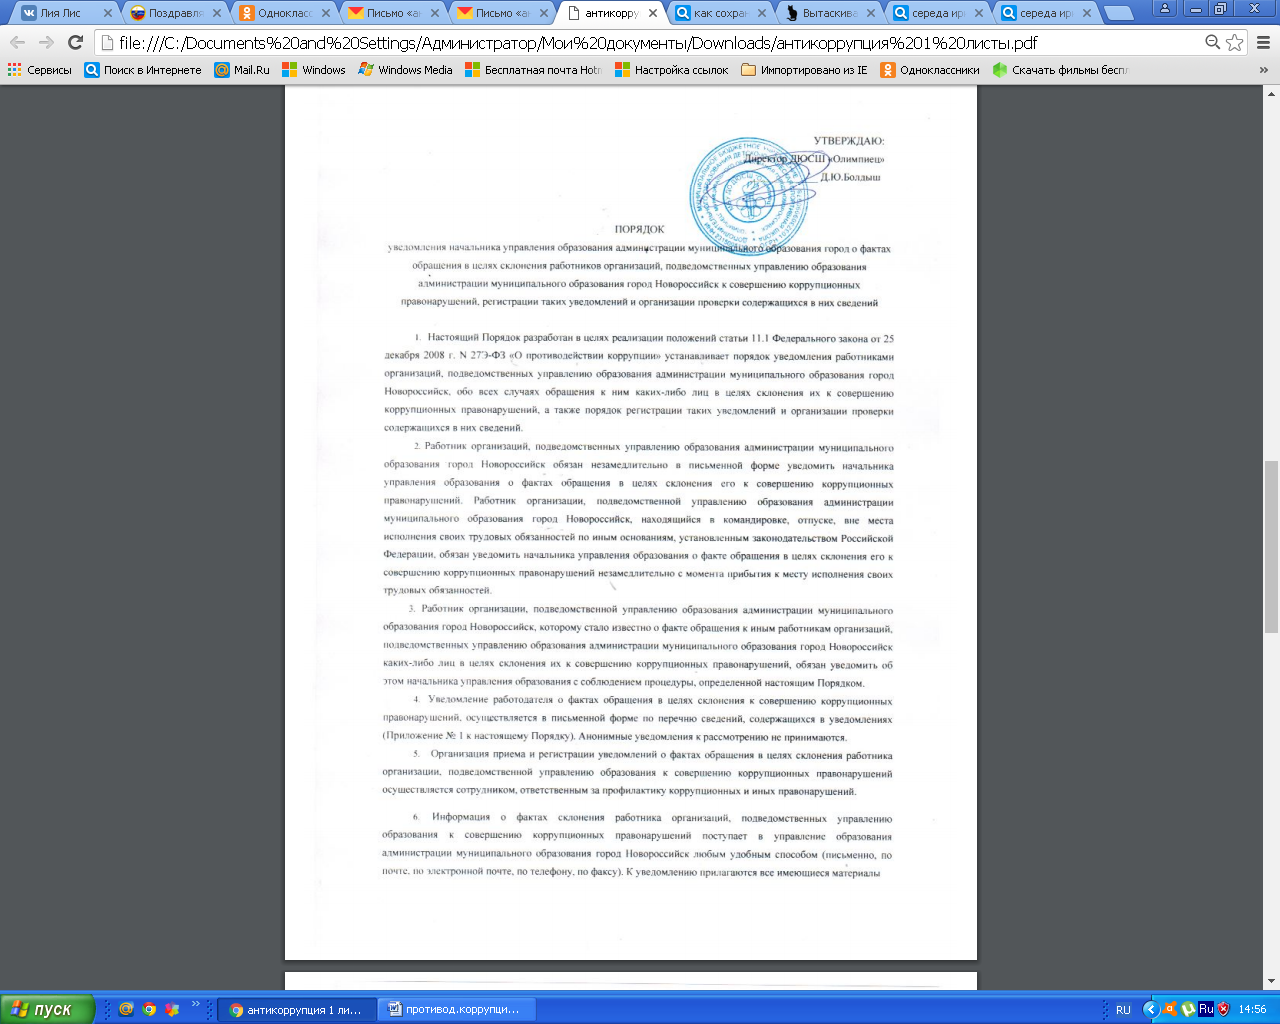 Лия Лис
Поздравля
Одноклассн
Письмо «ан
Письмо «ан
антикорру
как сохран
Вытаскива
середа ир
середа ир
file:///C:/Documents%20and%20Settings/Администратор/Мои%20документы/Downloads/антикоррупция%201%20листы.pdf
Сервисы
Поиск в Интернете
Mail.Ru
Windows
Windows Media
Бесплатная почта Hotm
Настройка ссылок
Импортировано из IE
Одноклассники
Скачать фильмы беспл
»
УТВЕРЖДАЮ:
Директор ДЮСШ «Олимпиец»
Д.Ю.Болдыш
ПОРЯДОК
уведомления начальника управления образования администрации муниципального образования город о фактах
обращения в целях склонения работников организаций, подведомственных управлению образования
администрации муниципального образования город Новороссийск к совершению коррупционных
правонарушений, регистрации таких уведомлений и организации проверки содержащихся в них сведений
1. Настоящий Порядок разработан в целях реализации положений статьи 11.1 Федерального закона от 25
декабря 2008 г. N 27Э-ФЗ «О противодействии коррупции» устанавливает порядок уведомления работниками
организаций, подведомственных управлению образования администрации муниципального образования город
Новороссийск, обо всех случаях обращения к ним каких-либо лиц в целях склонения их к совершению
коррупционных правонарушений, а также порядок регистрации таких уведомлений и организации проверки
содержащихся в них сведений.
2. Работник организаций, подведомственных управлению образования администрации муниципального
образования город Новороссийск обязан незамедлительно в письменной форме уведомить начальника
управления образования о фактах обращения в целях склонения его к совершению коррупционных
правонарушений. Работник организации, подведомственной управлению образования администрации
муниципального образования город Новороссийск, находящийся в командировке, отпуске, вне места
исполнения своих трудовых обязанностей по иным основаниям, установленным законодательством Российской
Федерации, обязан уведомить начальника управления образования о факте обращения в целях склонения его к
совершению коррупционных правонарушений незамедлительно с момента прибытия к месту исполнения своих
трудовых обязанностей.
3. Работник организации, подведомственной управлению образования администрации муниципального
образования город Новороссийск, которому стало известно о факте обращения к иным работникам организаций,
подведомственных управлению образования администрации муниципального образования город Новороссийск
каких-либо лиц в целях склонения их к совершению коррупционных правонарушений, обязан уведомить об
этом начальника управления образования с соблюдением процедуры, определенной настоящим Порядком.
4. Уведомление работодателя о фактах обращения в целях склонения к совершению коррупционных
правонарушений, осуществляется в письменной форме по перечню сведений, содержащихся в уведомлениях
(Приложение № 1 к настоящему Порядку). Анонимные уведомления к рассмотрению не принимаются.
5. Организация приема и регистрации уведомлений о фактах обращения в целях склонения работника
организации, подведомственной управлению образования к совершению коррупционных правонарушений
осуществляется сотрудником, ответственным за профилактику коррупционных и иных правонарушений.
6. Информация о фактах склонения работника организаций, подведомственных управлению
образования к совершению коррупционных правонарушений поступает в управление образования
администрации муниципального образования город Новороссийск любым удобным способом (письменно, по
почте, по электронной почте, по телефону, по факсу). К уведомлению прилагаются все имеющиеся материалы
пуск
»
антикоррупция 1 ли...
противод.коррупци...
RU
Ru
14:56